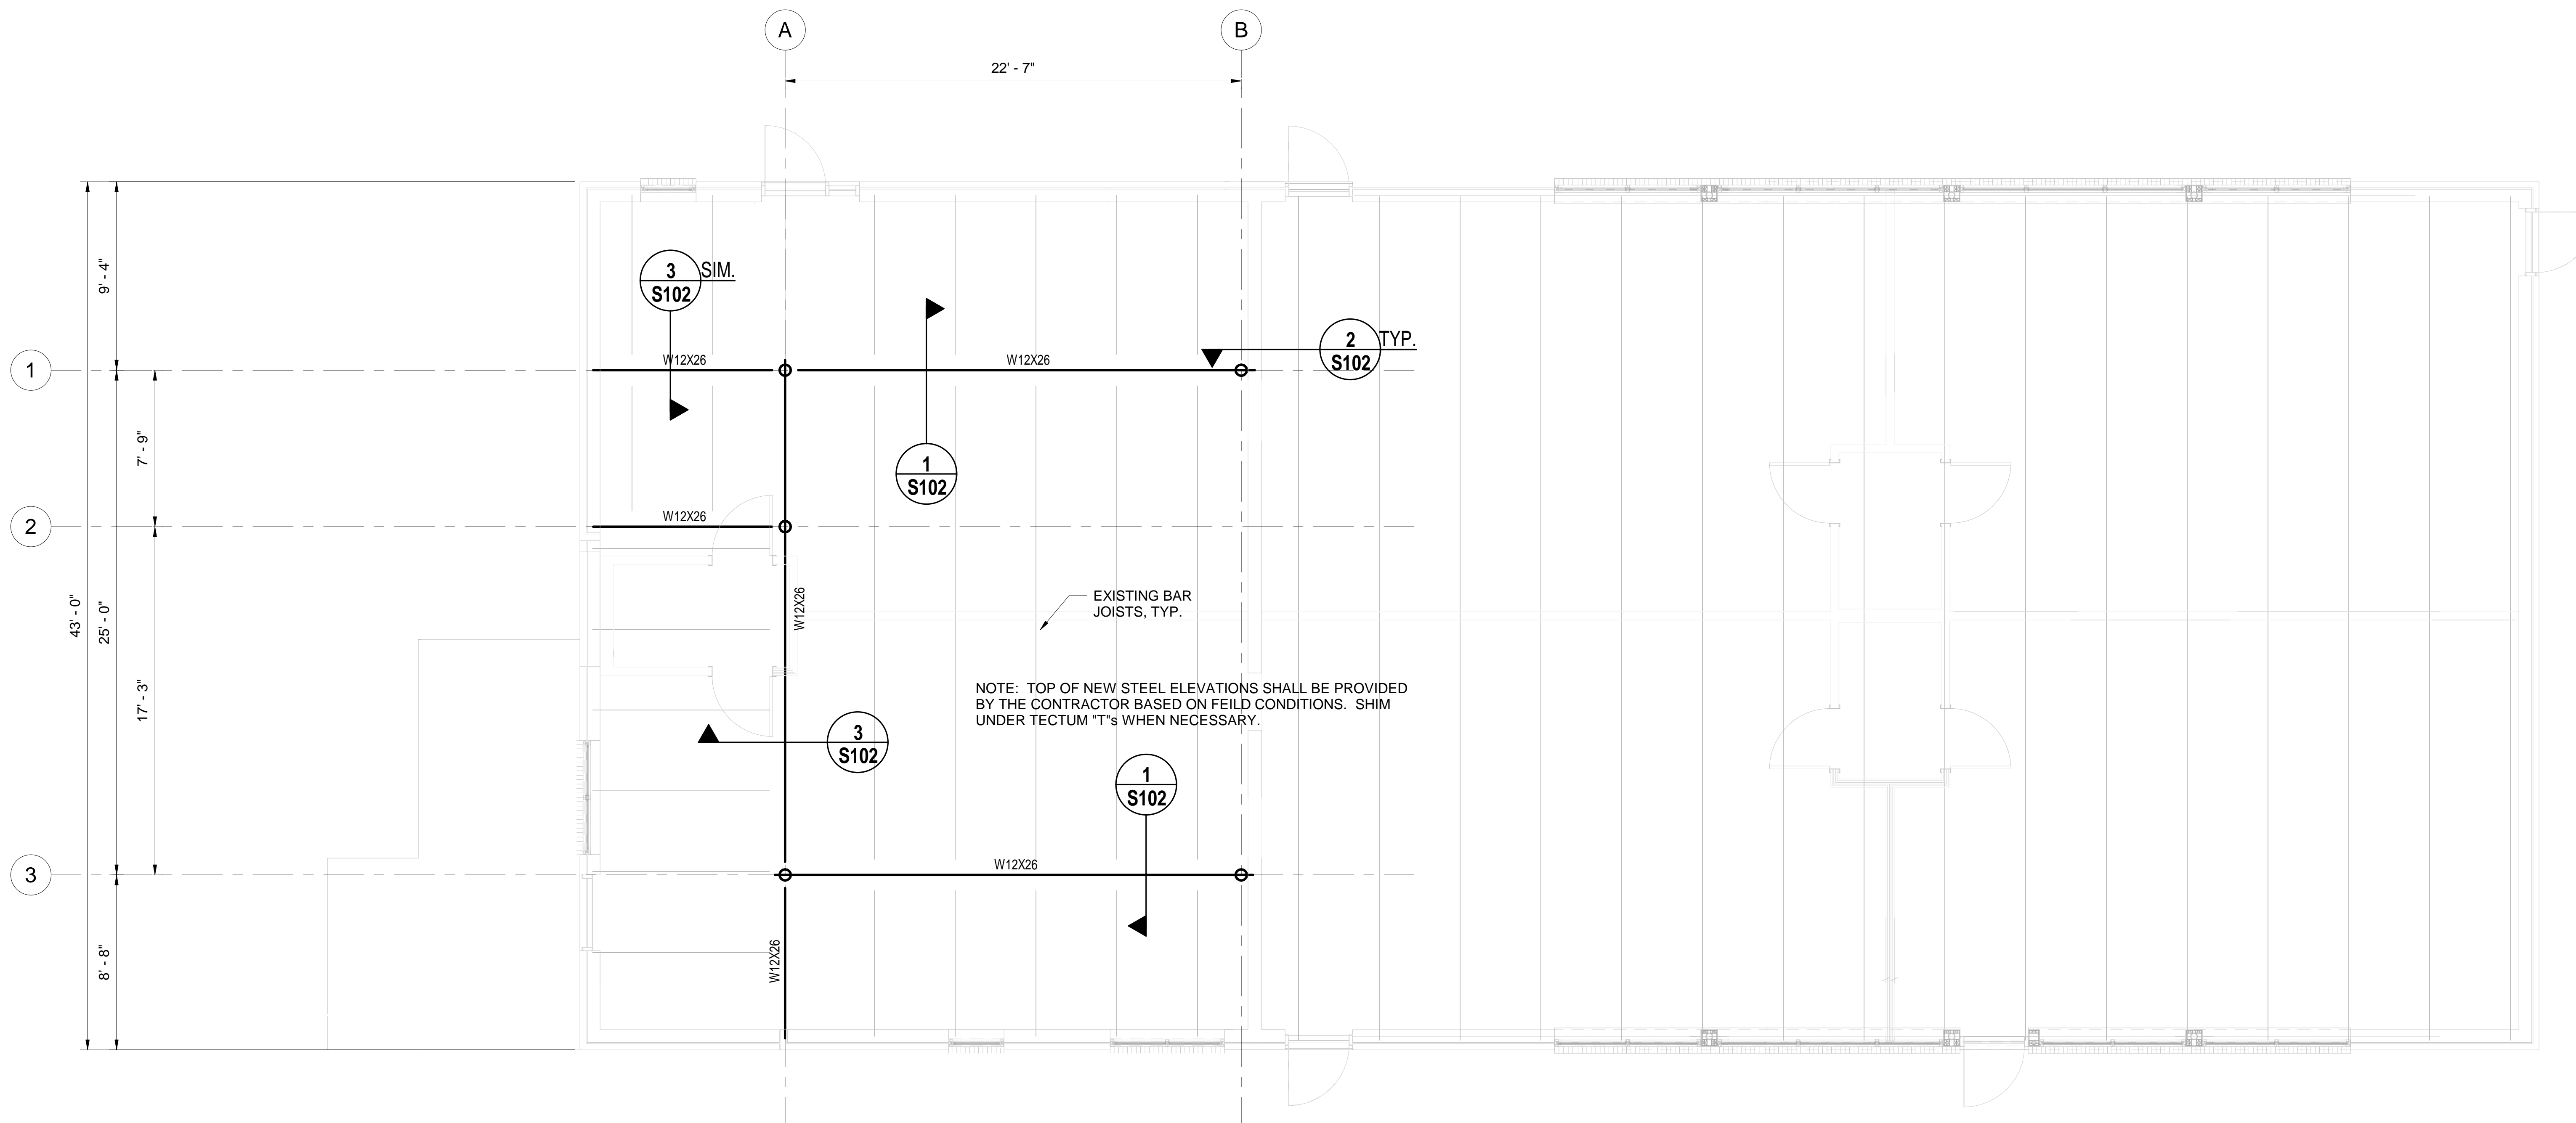 A
B
22' - 7"
9' - 4"
3
SIM.
S102
2
TYP.
S102
1
W12X26
W12X26
7' - 9"
1
S102
2
W12X26
43' - 0"
25' - 0"
W12X26
EXISTING BAR
JOISTS, TYP.
17' - 3"
NOTE: TOP OF NEW STEEL ELEVATIONS SHALL BE PROVIDED
BY THE CONTRACTOR BASED ON FEILD CONDITIONS. SHIM
UNDER TECTUM "T"s WHEN NECESSARY.
3
S102
1
S102
3
W12X26
8' - 8"
W12X26